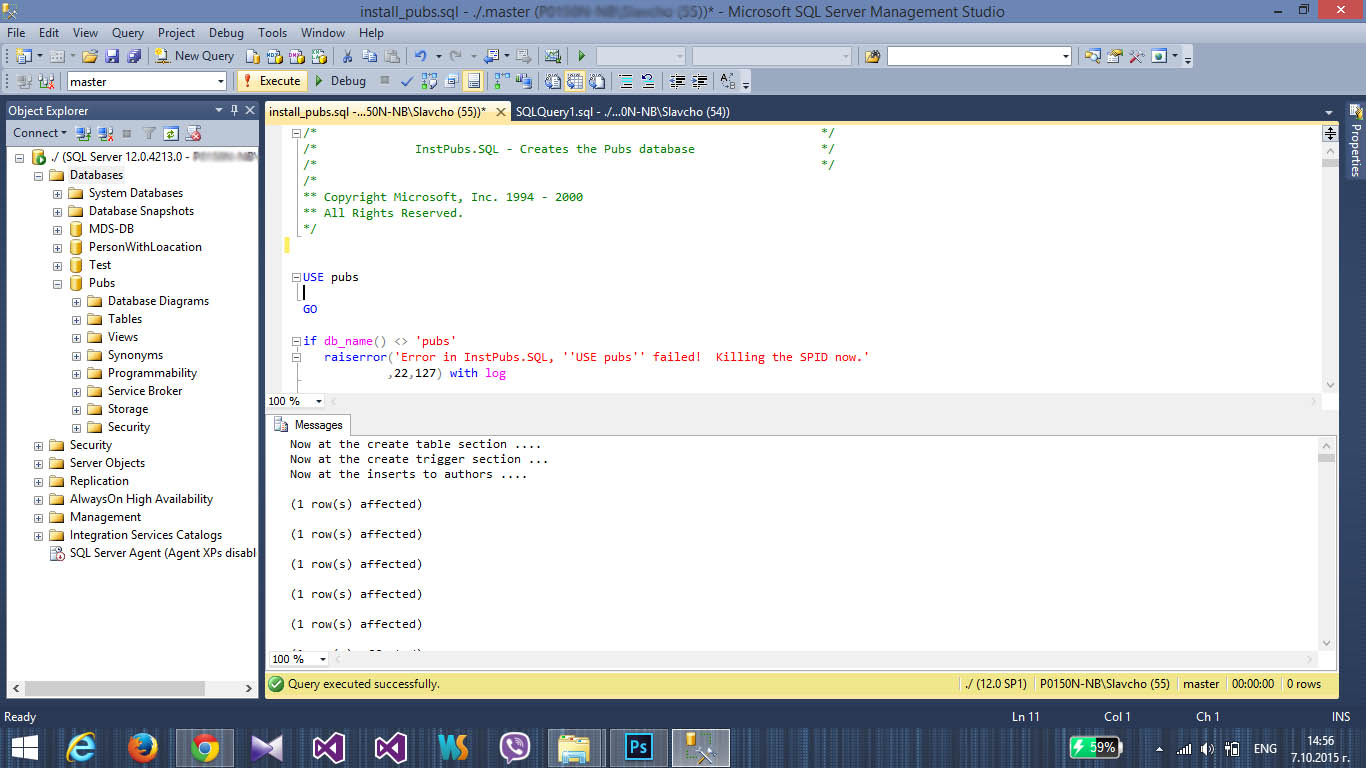 install_pubs.sql - ./.master (P0150N-NB\Slavcho (55))* - Microsoft SQL Server Management Studio
File Edit View Query Project Debug Tools Window Help
New Query
master Execute Debug
Object Explorer
Connect
./ (SQL Server 12.0.4213.0 -
Databases
System Databases
Database Snapshots
MDS-DB
PersonWithLoacation
Test
Pubs
Database Diagrams
Tables
Views
Synonyms
Programmability
Service Broker
Storage
Security
Security
Server Objects
Replication
AlwaysOn High Availability
Management
Integration Services Catalogs
SQL Server Agent (Agent XPs disabl
install_pubs.sql -...50N-NB\Slavcho (55))* SQLQuery1.sql - ./...0N-NB\Slavcho (54))
/* */
/* InstPubs.SQL - Creates the Pubs database */
/* */
/*
** Copyright Microsoft, Inc. 1994 - 2000
** All Rights Reserved.
*/
USE pubs
GO
if db_name() <> 'pubs'
raiserror('Error in InstPubs.SQL, ''USE pubs'' failed! Killing the SPID now.'
,22,127) with log
100 %
Messages
Now at the create table section ....
Now at the create trigger section ...
Now at the inserts to authors ....
(1 row(s) affected)
(1 row(s) affected)
(1 row(s) affected)
(1 row(s) affected)
(1 row(s) affected)
100 %
Query executed successfully. ./ (12.0 SP1) P0150N-NB\Slavcho (55) master 00:00:00 0 rows
Properties
Ready Ln 11 Col 1 Ch 1 INS
Ps
59%
ENG
14:56
7.10.2015 г.